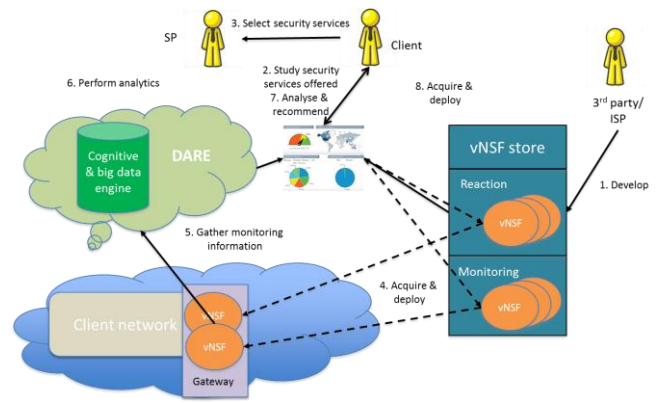 3. Select security services
SP
Client
6. Perform analytics
2. Study security
services offered
7. Analyse &
recommend
8. Acquire &
deploy
3rd party/
ISP
Cognitive
& big data
engine
DARE
vNSF store
Reaction
vNSF
1. Develop
5. Gather monitoring
information
Monitoring
vNSF
4. Acquire &
deploy
Client network
vNSF
vNSF
Gateway